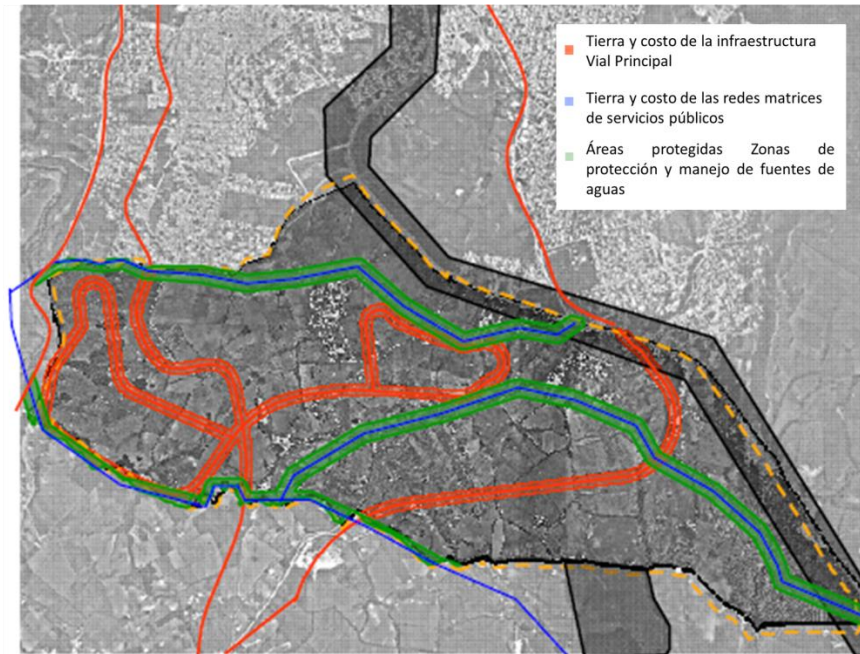 Tierra y costo de la infraestructura
Vial Principal
Tierra y costo de las redes matrices
de servicios públicos
Áreas protegidas Zonas de
protección y manejo de fuentes de
aguas